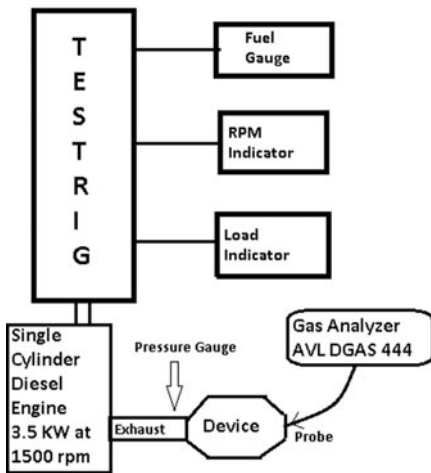 T
E
S
T
R
I
G
Fuel
Gauge
RPM
Indicator
Load
Indicator
Single
Cylinder
Diesel
Engine
3.5 KW at
1500 rpm
Pressure Gauge
Exhaust
Device
Gas Analyzer
AVL DGAS 444
Probe